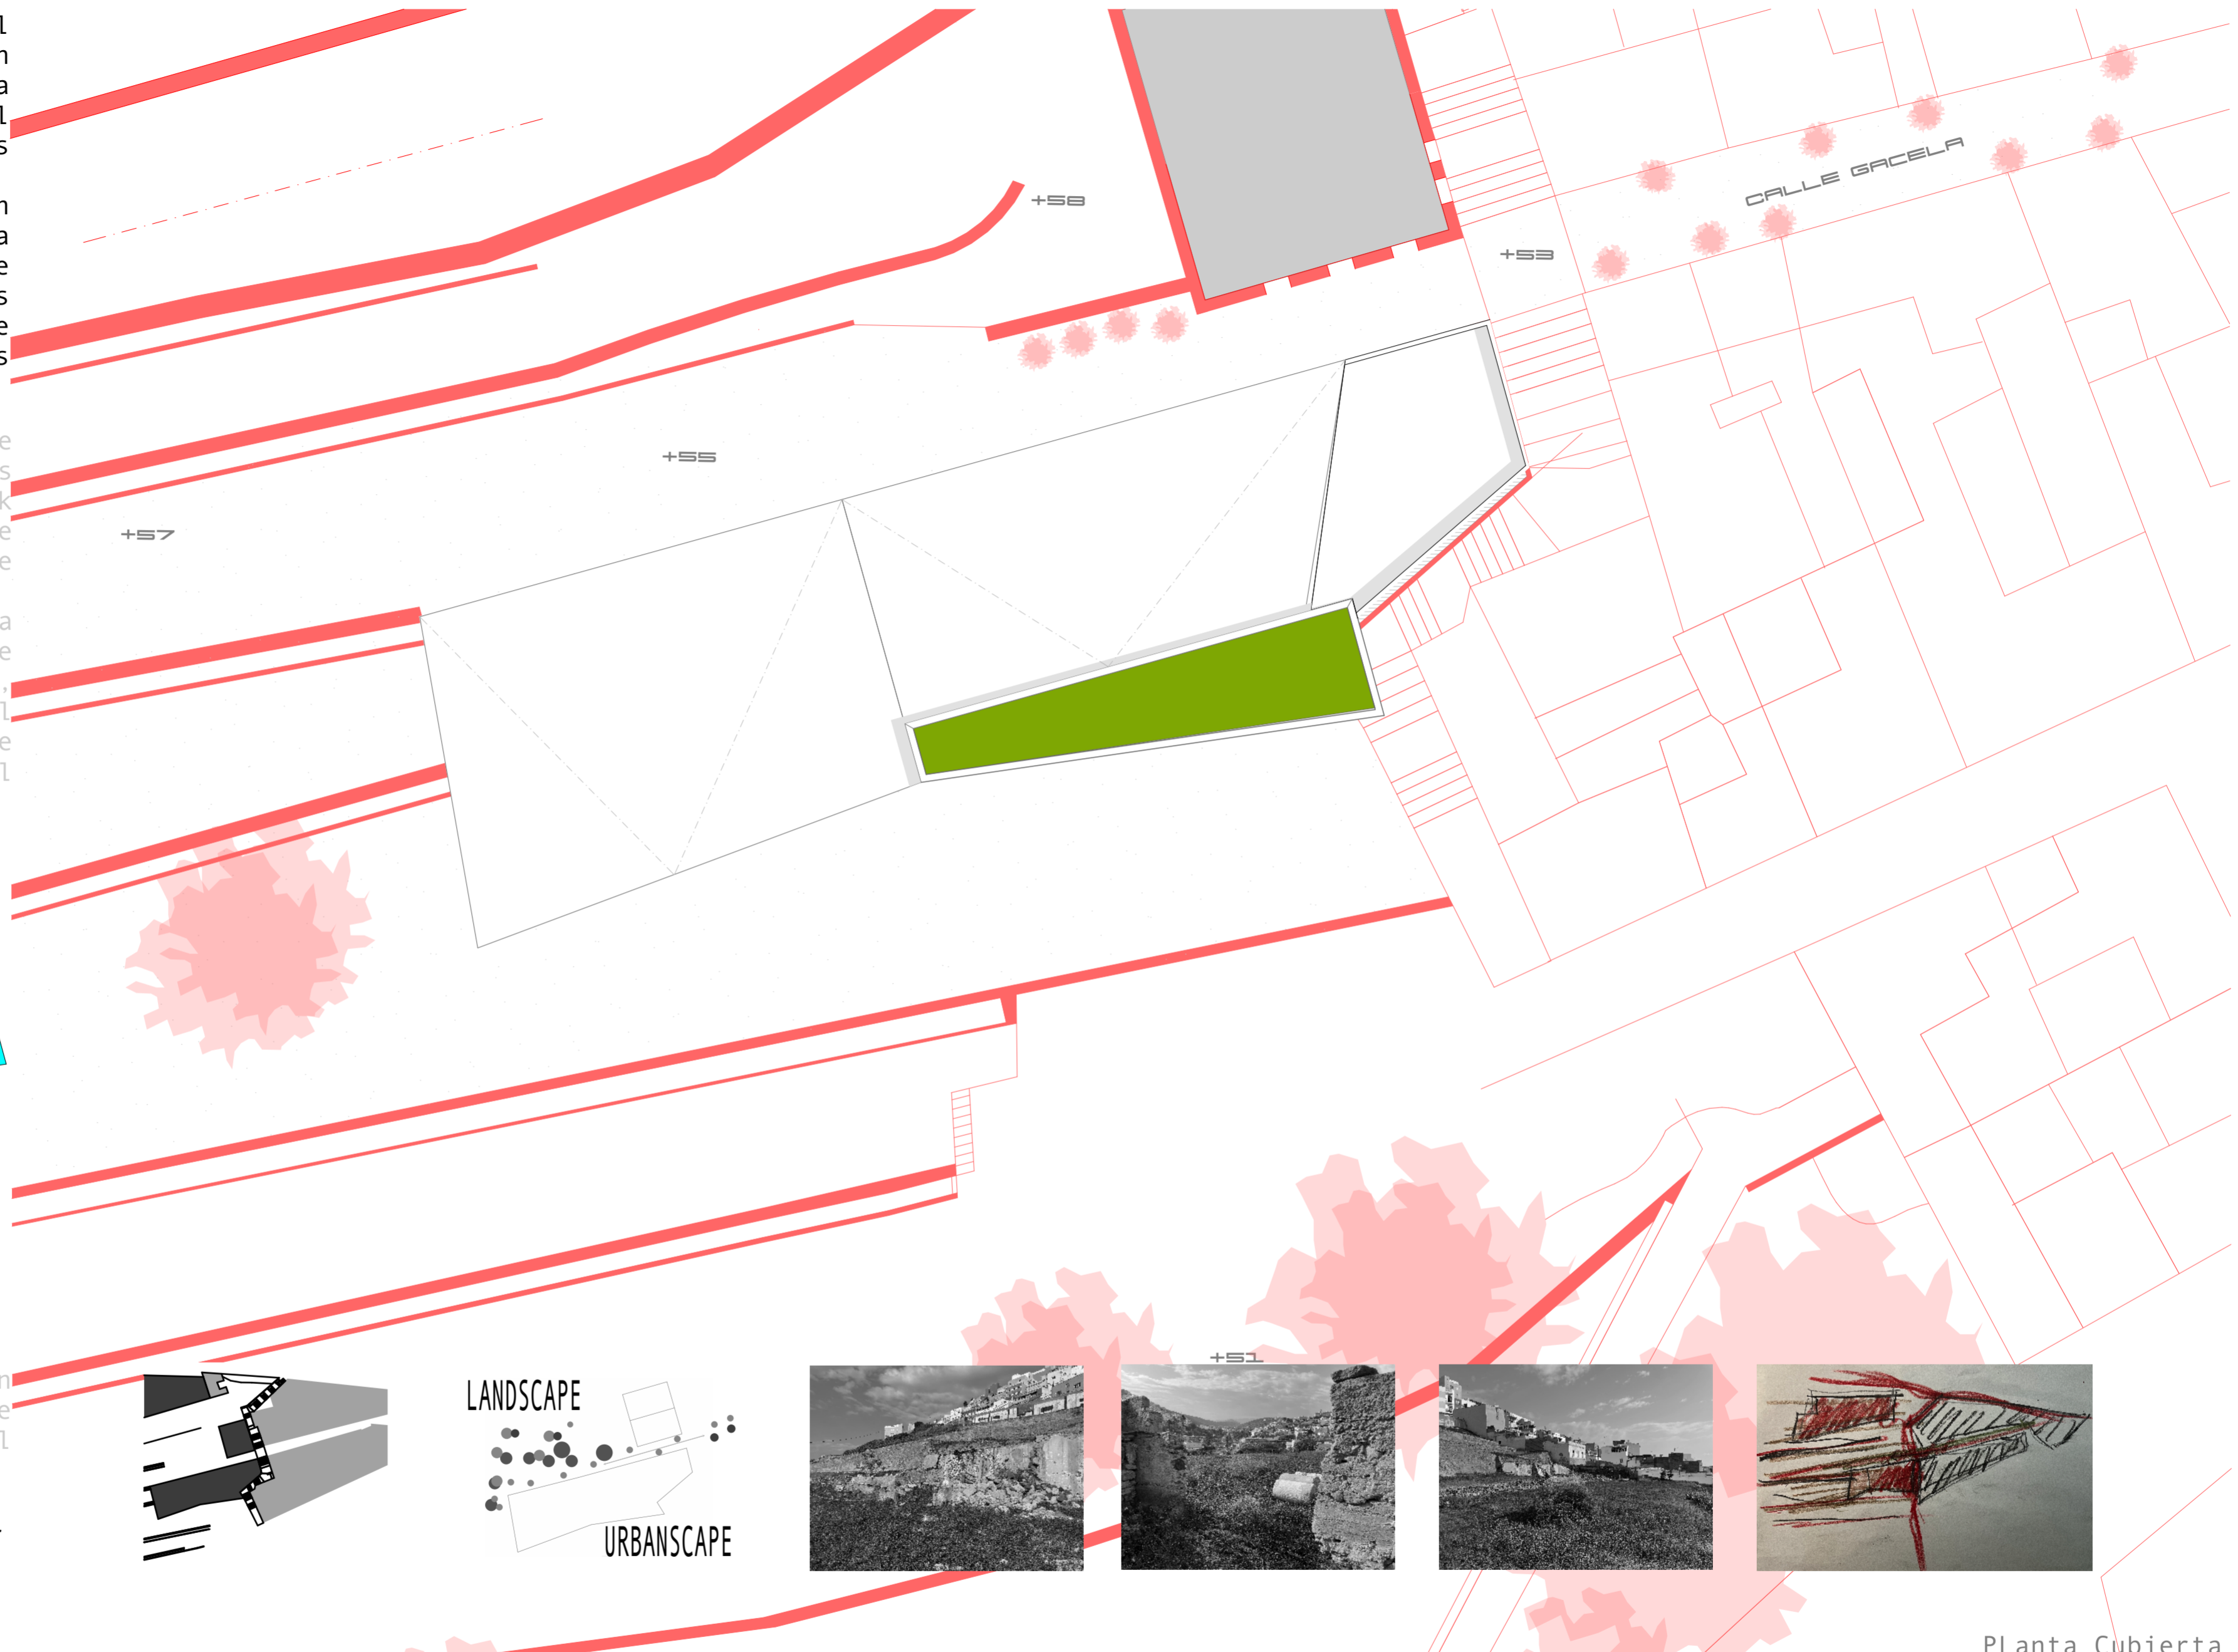 l
n
a
l
s
n
a
e
s
e
s
e
s
k
e
e
a
e
,
l
e
l
n
e
l
CALLE GACELA
+58
+53
+55
+57
+51
LANDSCAPE
URBANSCAPE
PLanta Cubierta